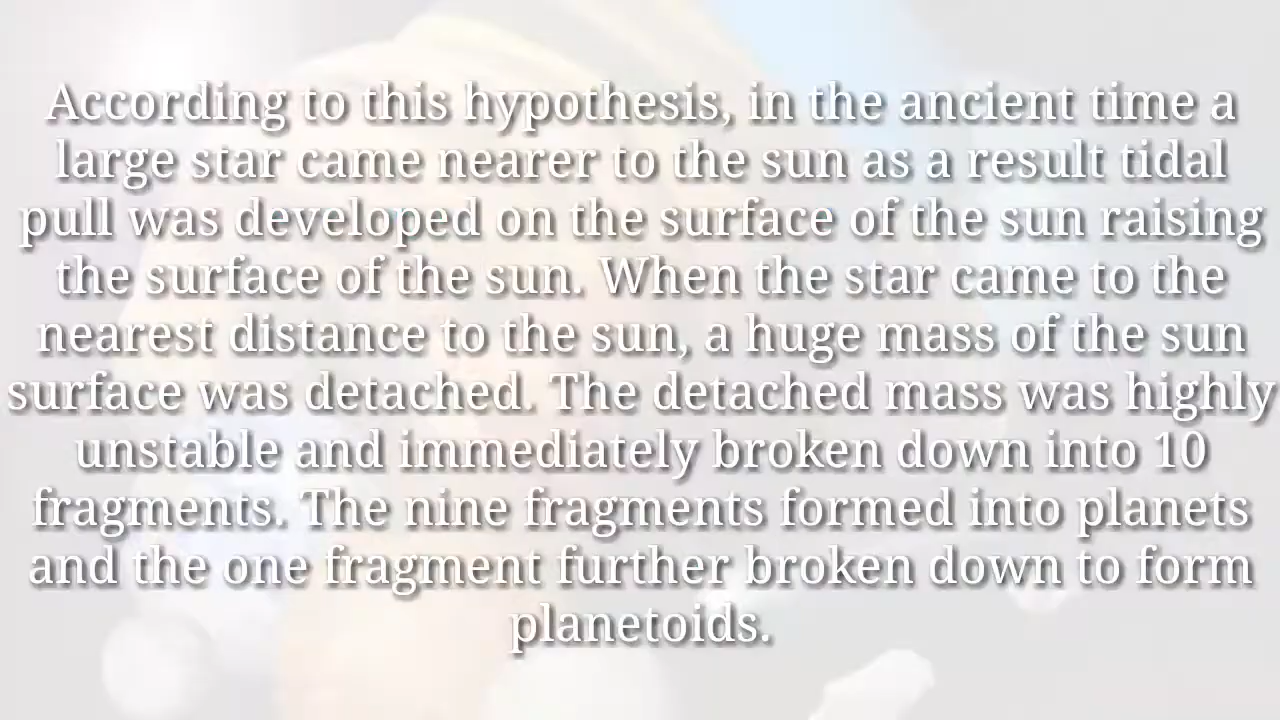 According to this hypothesis, in the ancient time a
large star came nearer to the sun as a result tidal
pull was developed on the surface of the sun raising
the surface of the sun. When the star came to the
nearest distance to the sun, a huge mass of the sun
surface was detached. The detached mass was highly
unstable and immediately broken down into 10
fragments. The nine fragments formed into planets
and the one fragment further broken down to form
planetoids.